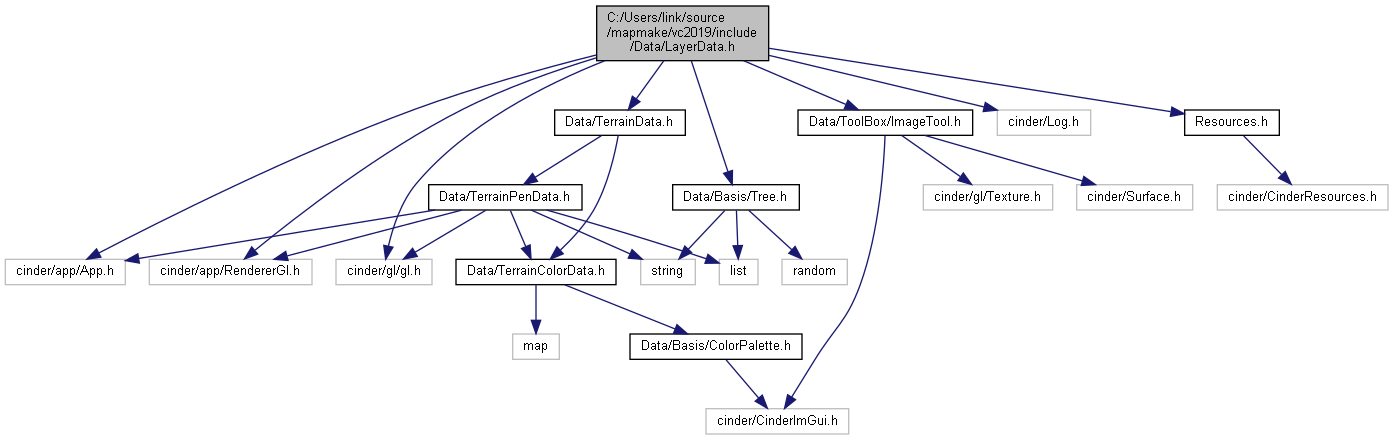 C:/Users/link/source
/mapmake/vc2019/include
/Data/LayerData.h
Data/TerrainData.h
Data/ToolBox/ImageTool.h
cinder/Log.h
Resources.h
Data/TerrainPenData.h
Data/Basis/Tree.h
cinder/gl/Texture.h
cinder/Surface.h
cinder/CinderResources.h
cinder/app/App.h
cinder/app/RendererGl.h
cinder/gl/gl.h
Data/TerrainColorData.h
string
list
random
map
Data/Basis/ColorPalette.h
cinder/CinderImGui.h